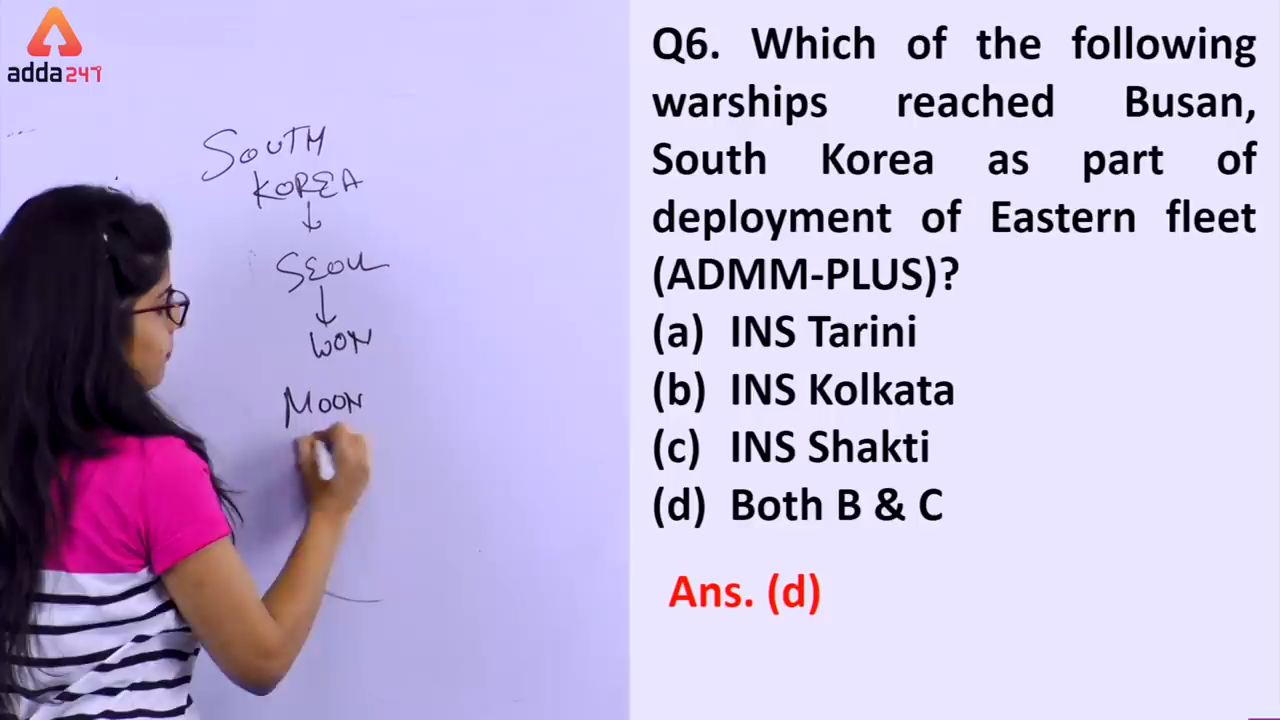 adda247
SOUTH
KOREA
SEOUL
WON
MOON
Q6. Which of the following
warships reached Busan,
South Korea as part of
deployment of Eastern fleet
(ADMM-PLUS)?
(a) INS Tarini
(b) INS Kolkata
(c) INS Shakti
(d) Both B & C
Ans. (d)